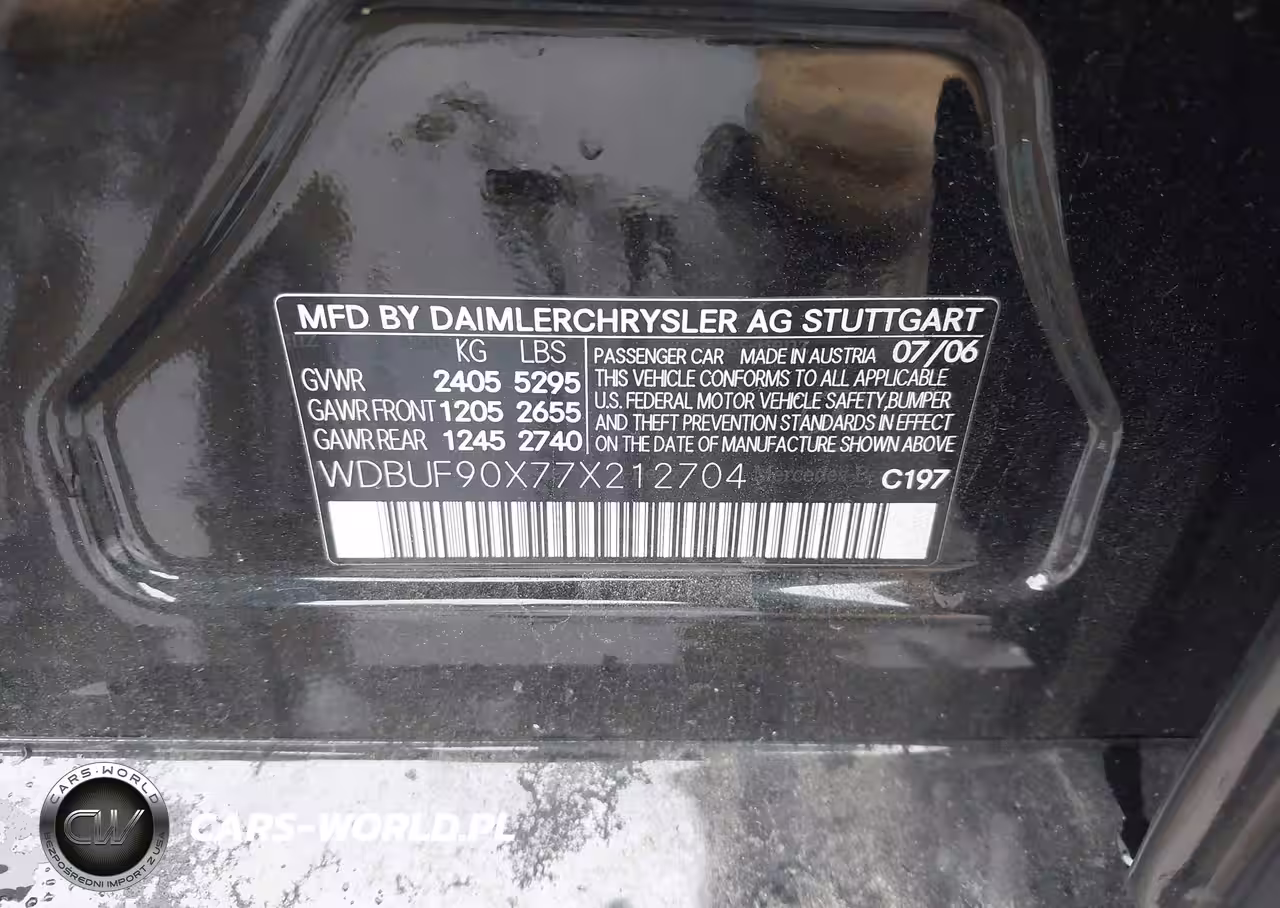 MFD BY DAIMLERCHRYSLER AG STUTTGART
KG LBS
GVWR 2405 5295
GAWR FRONT 1205 2655
GAWR REAR 1245 2740
PASSENGER CAR MADE IN AUSTRIA 07/06
THIS VEHICLE CONFORMS TO ALL APPLICABLE
U.S. FEDERAL MOTOR VEHICLE SAFETY,BUMPER
AND THEFT PREVENTION STANDARDS IN EFFECT
ON THE DATE OF MANUFACTURE SHOWN ABOVE
WDBUF90X77X212704 C197
CARS-WORLD
CW
BEZPOŚREDNI IMPORT Z USA
CARS-WORLD.PL